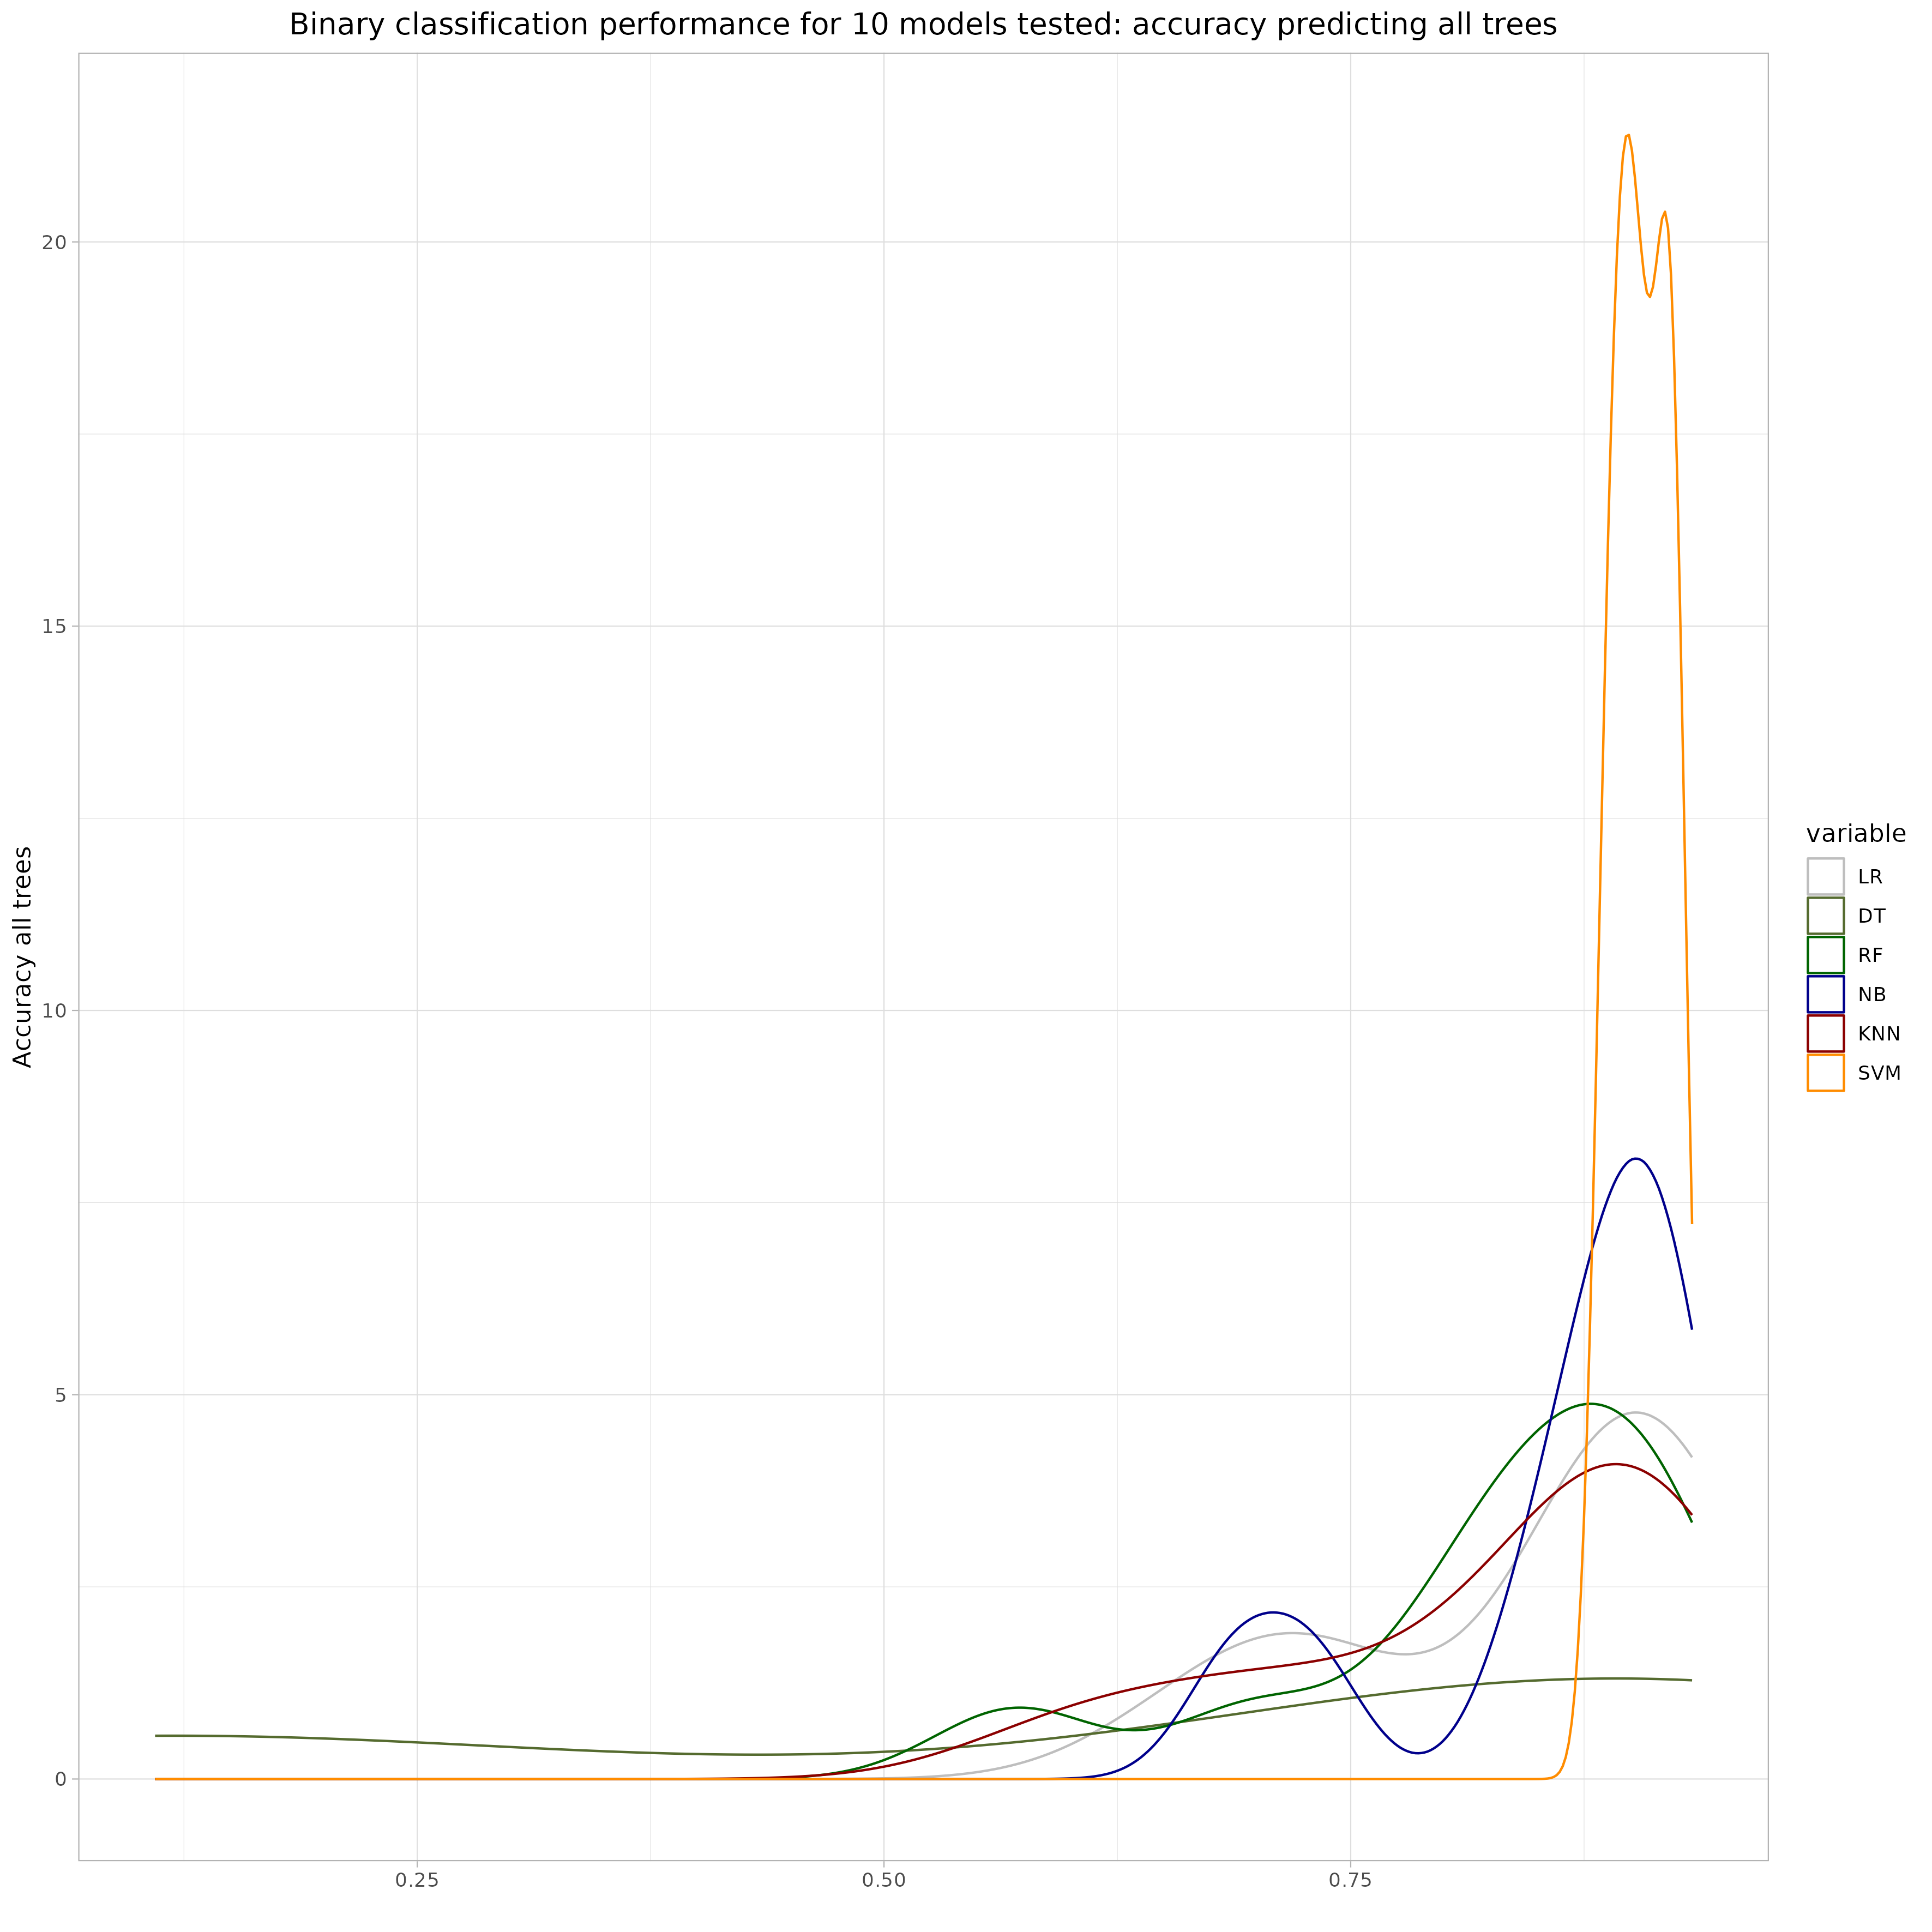 Binary classification performance for 10 models tested: accuracy predicting all trees
Accuracy all trees
20
15
10
5
0
0.25
0.50
0.75
variable
LR
DT
RF
NB
KNN
SVM